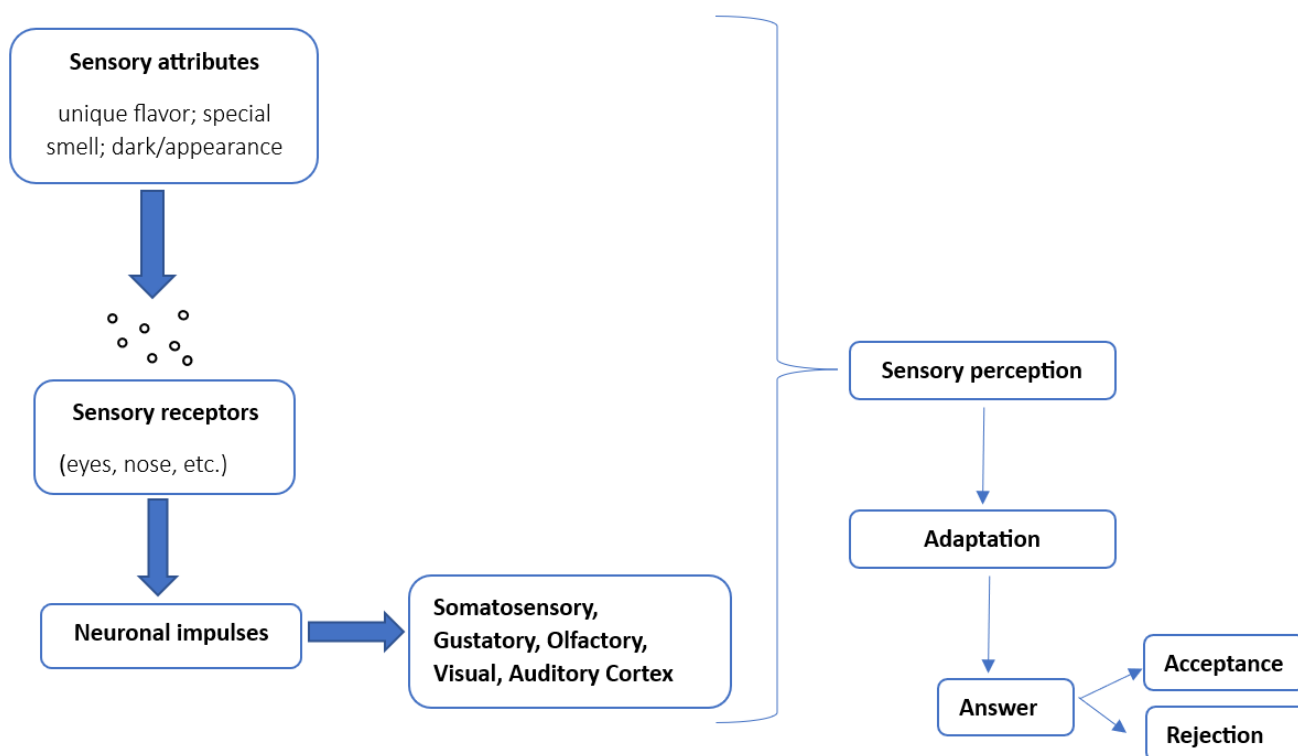 Sensory attributes
unique flavor; special
smell; dark/appearance
Sensory receptors
(eyes, nose, etc.)
Neuronal impulses
Somatosensory,
Gustatory, Olfactory,
Visual, Auditory Cortex
Sensory perception
Adaptation
Answer
Acceptance
Rejection